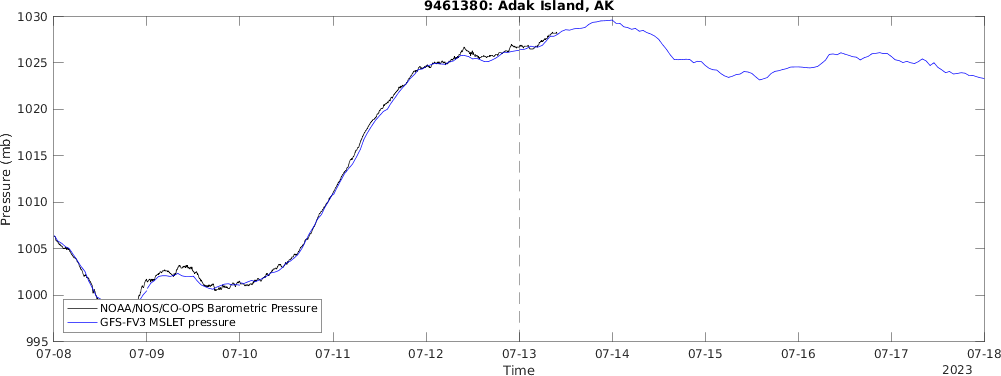 9461380: Adak Island, AK
1030
1025
1020
1015
1010
1005
1000
995
Pressure (mb)
NOAA/NOS/CO-OPS Barometric Pressure
GFS-FV3 MSLET pressure
07-08 07-09 07-10 07-11 07-12 07-13 07-14 07-15 07-16 07-17 07-18
Time
2023